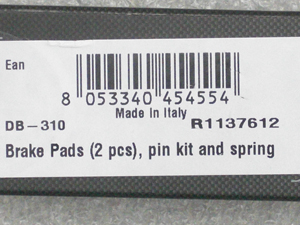 Ean
8 053340 454554
Made In Italy
DB-310 R1137612
Brake Pads (2 pcs), pin kit and spring